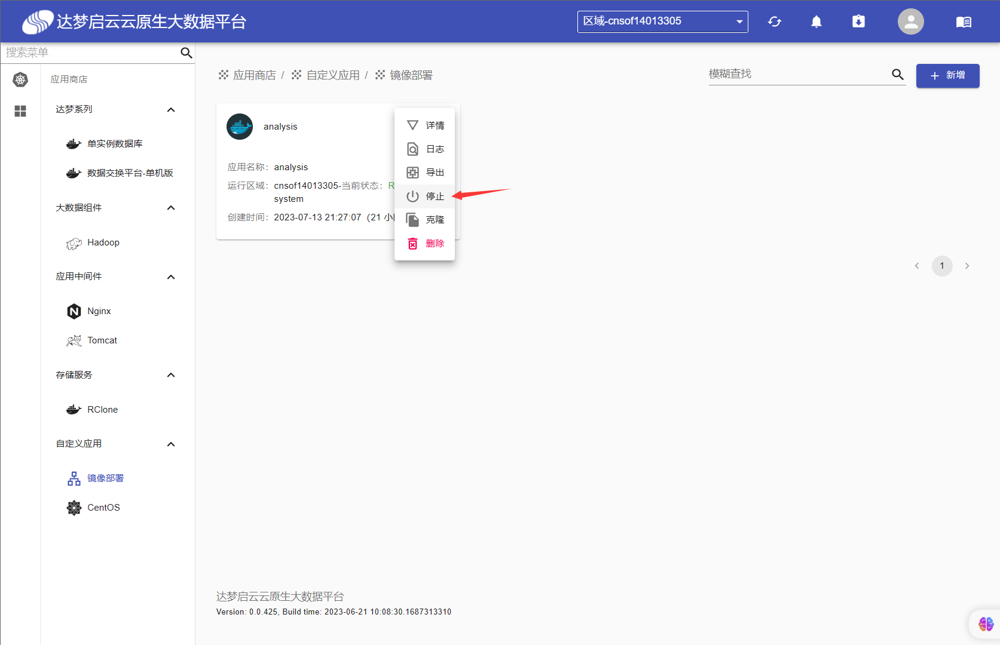 达梦启云云原生大数据平台
区域-cnsof14013305
搜索菜单
应用商店
达梦系列
单实例数据库
数据交换平台-单机版
大数据组件
Hadoop
应用中间件
Nginx
Tomcat
存储服务
RClone
自定义应用
镜像部署
CentOS
应用商店 / 自定义应用 / 镜像部署
模糊查找
新增
analysis
应用名称： analysis
运行区域： cnsof14013305-当前状态： R
system
创建时间： 2023-07-13 21:27:07（21 小
详情
日志
导出
停止
克隆
删除
1
达梦启云云原生大数据平台
Version: 0.0.425, Build time: 2023-06-21 10:08:30.1687313310